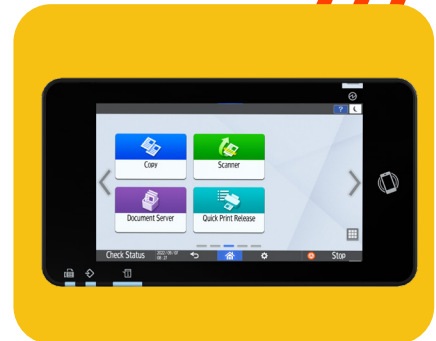 ?
Copy
Scanner
Document Server
Quick Print Release
Check Status
Stop